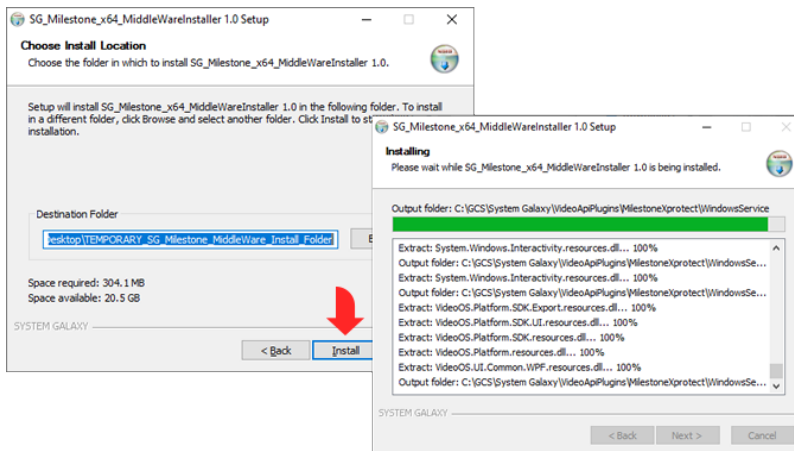 SG_Milestone_x64_MiddleWareInstaller 1.0 Setup
Choose Install Location
Choose the folder in which to install SG_Milestone_x64_MiddleWareInstaller 1.0.
Setup will install SG_Milestone_x64_MiddleWareInstaller 1.0 in the following folder. To install
in a different folder, click Browse and select another folder. Click Install to st
installation.
Destination Folder
esktop\TEMPORARY_SG_Milestone_MiddleWare_Install_Folder
Space required: 304.1 MB
Space available: 20.5 GB
SYSTEM GALAXY
< Back
Install
SG_Milestone_x64_MiddleWareInstaller 1.0 Setup
Installing
Please wait while SG_Milestone_x64_MiddleWareInstaller 1.0 is being installed.
Output folder: C:\GCS\System Galaxy\VideoApiPlugins\MilestoneXprotect\WindowsService
Extract: System.Windows.Interactivity.resources.dll... 100%
Output folder: C:\GCS\System Galaxy\VideoApiPlugins\MilestoneXprotect\WindowsSe...
Extract: System.Windows.Interactivity.resources.dll... 100%
Output folder: C:\GCS\System Galaxy\VideoApiPlugins\MilestoneXprotect\WindowsSe...
Extract: VideoOS.Platform.SDK.Export.resources.dll... 100%
Extract: VideoOS.Platform.SDK.UI.resources.dll... 100%
Extract: VideoOS.Platform.SDK.resources.dll... 100%
Extract: VideoOS.Platform.resources.dll... 100%
Extract: VideoOS.UI.Common.WPF.resources.dll... 100%
Output folder: C:\GCS\System Galaxy\VideoApiPlugins\MilestoneXprotect\WindowsSe...
SYSTEM GALAXY
< Back
Next >
Cancel